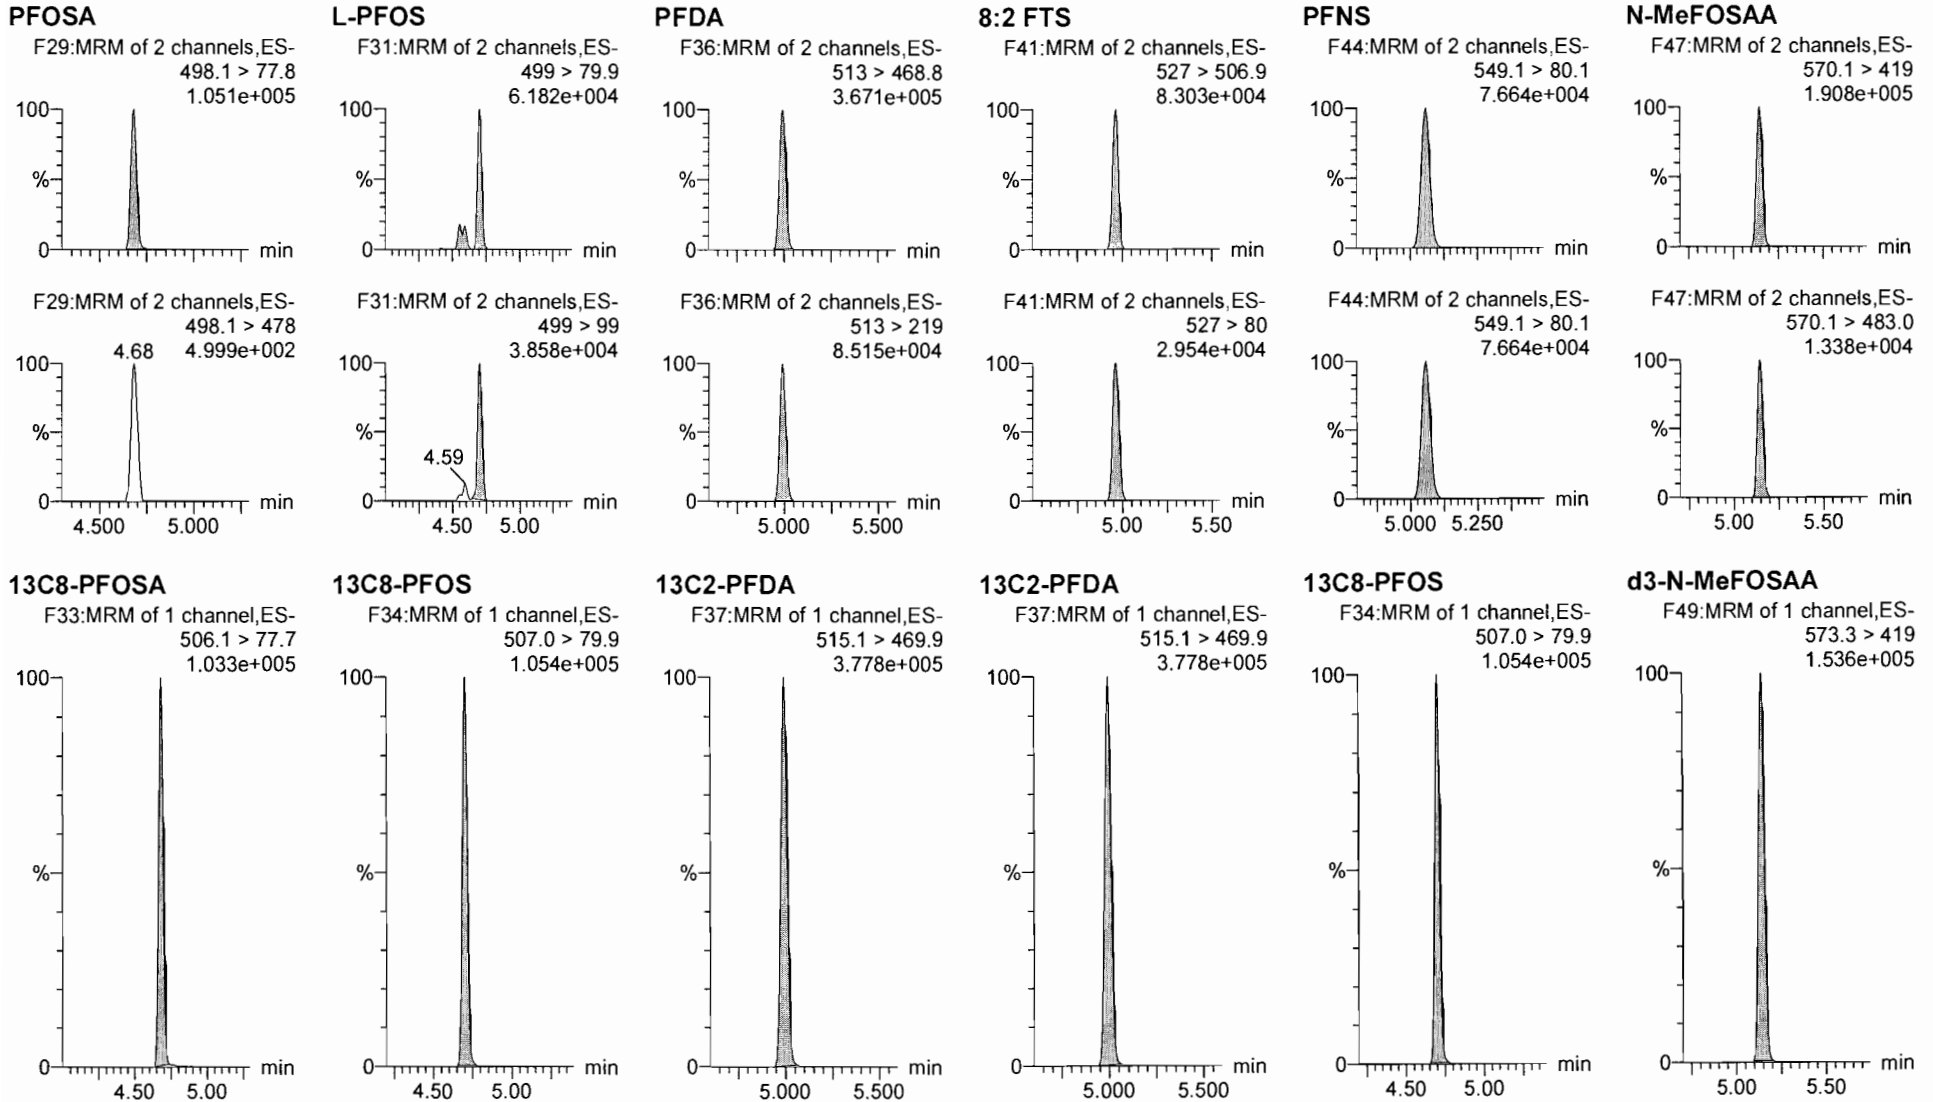 PFOSA
F29:MRM of 2 channels,ES-
498.1 > 77.8
1.051e+005
100
%
0
min
F29:MRM of 2 channels,ES-
498.1 > 478
4.68 4.999e+002
100
%
0
min
4.500 5.000
L-PFOS
F31:MRM of 2 channels,ES-
499 > 79.9
6.182e+004
100
%
0
min
F31:MRM of 2 channels,ES-
499 > 99
3.858e+004
100
4.59
%
0
min
4.50 5.00
PFDA
F36:MRM of 2 channels,ES-
513 > 468.8
3.671e+005
100
%
0
min
F36:MRM of 2 channels,ES-
513 > 219
8.515e+004
100
%
0
min
5.000 5.500
8:2 FTS
F41:MRM of 2 channels,ES-
527 > 506.9
8.303e+004
100
%
0
min
F41:MRM of 2 channels,ES-
527 > 80
2.954e+004
100
%
0
min
5.00 5.50
PFNS
F44:MRM of 2 channels,ES-
549.1 > 80.1
7.664e+004
100
%
0
min
F44:MRM of 2 channels,ES-
549.1 > 80.1
7.664e+004
100
%
0
min
5.000 5.250
N-MeFOSAA
F47:MRM of 2 channels,ES-
570.1 > 419
1.908e+005
100
%
0
min
F47:MRM of 2 channels,ES-
570.1 > 483.0
1.338e+004
100
%
0
min
5.00 5.50
13C8-PFOSA
F33:MRM of 1 channel,ES-
506.1 > 77.7
1.033e+005
100
%
0
min
4.50 5.00
13C8-PFOS
F34:MRM of 1 channel,ES-
507.0 > 79.9
1.054e+005
100
%
0
min
4.50 5.00
13C2-PFDA
F37:MRM of 1 channel,ES-
515.1 > 469.9
3.778e+005
100
%
0
min
5.000 5.500
13C2-PFDA
F37:MRM of 1 channel,ES-
515.1 > 469.9
3.778e+005
100
%
0
min
5.000 5.500
13C8-PFOS
F34:MRM of 1 channel,ES-
507.0 > 79.9
1.054e+005
100
%
0
min
4.50 5.00
d3-N-MeFOSAA
F49:MRM of 1 channel,ES-
573.3 > 419
1.536e+005
100
%
0
min
5.00 5.50